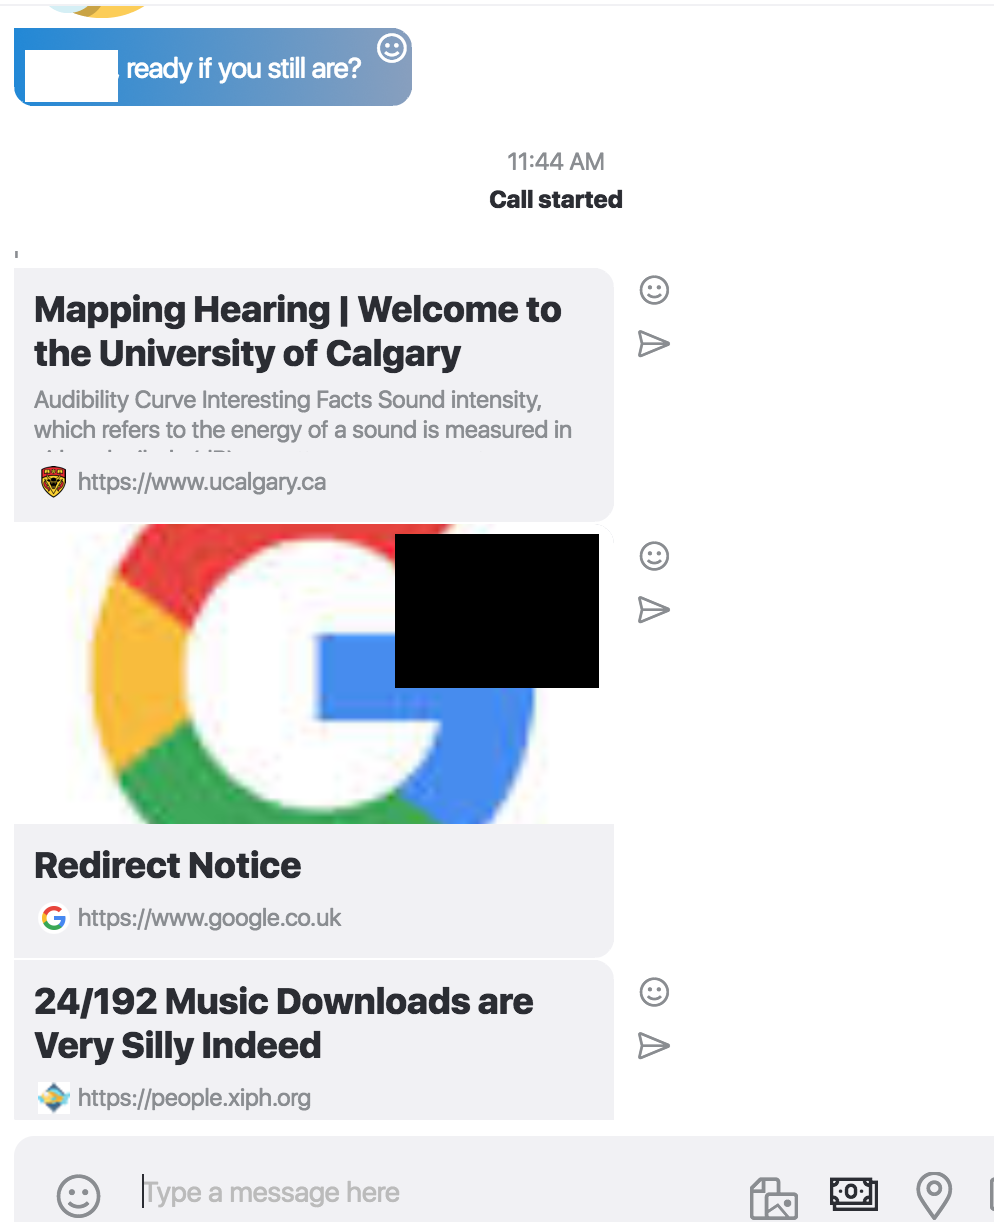 ready if you still are?
11:44 AM
Call started
Mapping Hearing | Welcome to
the University of Calgary
Audibility Curve Interesting Facts Sound intensity,
which refers to the energy of a sound is measured in
https://www.ucalgary.ca
Redirect Notice
https://www.google.co.uk
24/192 Music Downloads are
Very Silly Indeed
https://people.xiph.org
Type a message here